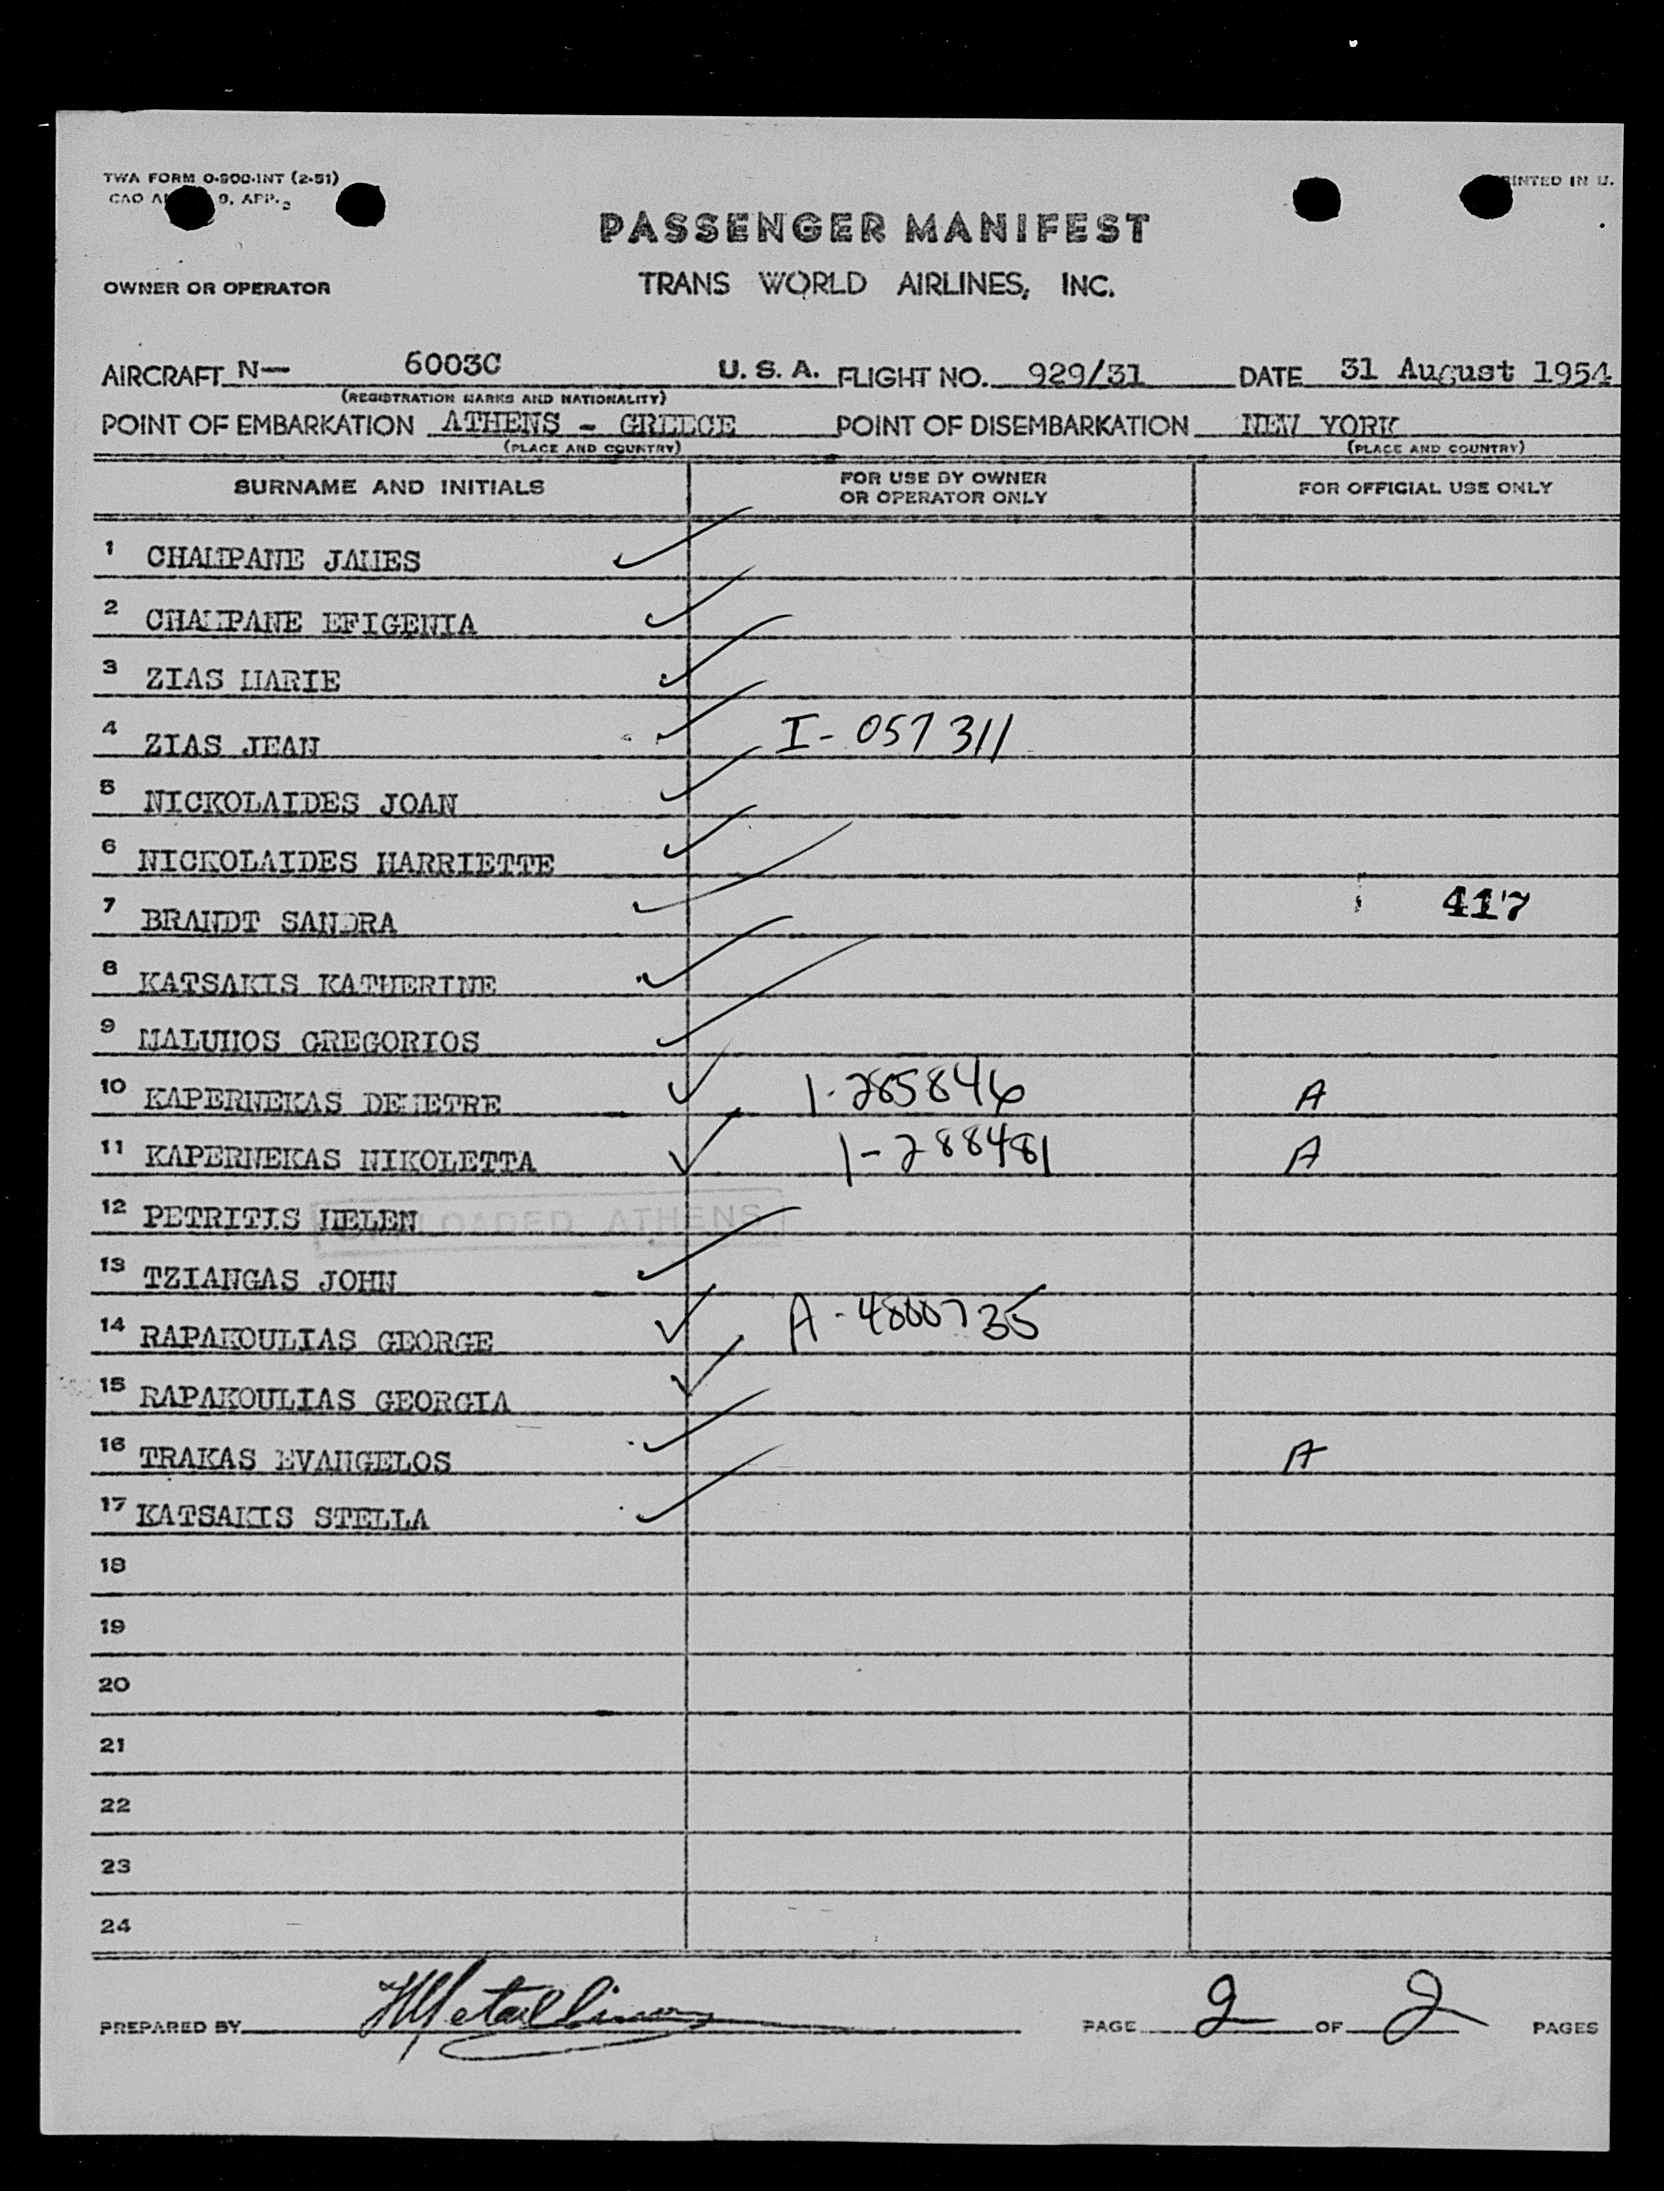 TWA FORM O-900-INT (2-51)
CAO 9, APP.
PRINTED IN U.
PASSENGER MANIFEST
OWNER OR OPERATOR TRANS WORLD AIRLINES, INC.
AIRCRAFT N— 6003C U. S. A. FLIGHT NO. 929/31 DATE 31 August 1954
(REGISTRATION MARKS AND NATIONALITY)
POINT OF EMBARKATION ATHENS - GREECE POINT OF DISEMBARKATION NEW YORK
(PLACE AND COUNTRY) (PLACE AND COUNTRY)
SURNAME AND INITIALS FOR USE BY OWNER OR OPERATOR ONLY FOR OFFICIAL USE ONLY
1 CHAMPANE JAMES ✓
2 CHAMPANE EFIGENIA ✓
3 ZIAS MARIE ✓
4 ZIAS JEAN ✓ I- 057311
5 NICKOLAIDES JOAN ✓
6 NICKOLAIDES HARRIETTE ✓
7 BRANDT SANDRA ✓ 417
8 KATSAKIS KATHERINE ✓
9 GREGORIOS ✓
10 KAPERNEKAS DEMETRE ✓ 1-285846 A
11 KAPERNEKAS NIKOLETTA ✓ 1-288481 A
12 PETRITIS HELEN LOADED ATHENS
13 TZIANGAS JOHN ✓
14 RAPAKOULIAS GEORGE ✓ A-4800735
15 RAPAKOULIAS GEORGIA ✓
16 TRAKAS EVANGELOS ✓ A
17 KATSAKIS STELLA ✓
18
19
20
21
22
23
24
PREPARED BY PAGE 2 OF 2 PAGES